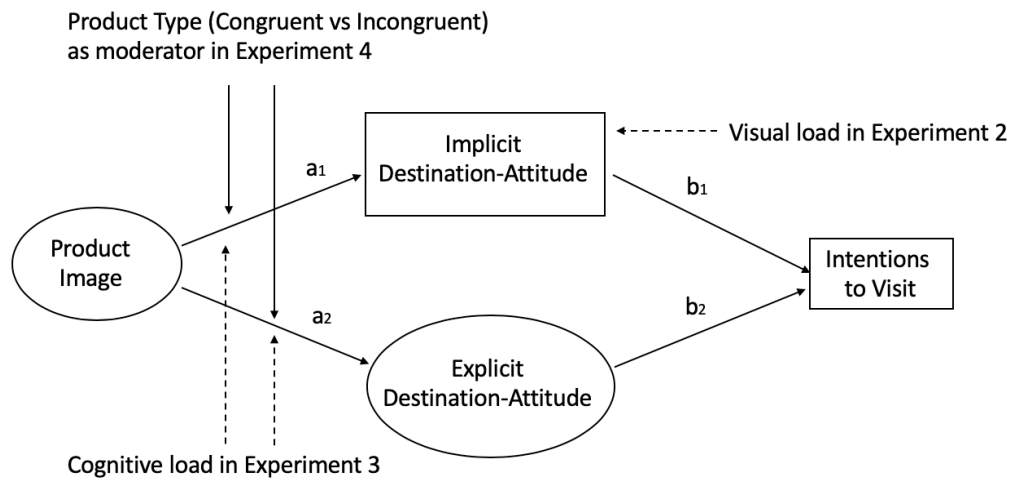 Product Type (Congruent vs Incongruent)
as moderator in Experiment 4
Implicit
Destination-Attitude
Visual load in Experiment 2
a1
b1
Product
Image
Intentions
to Visit
a2
b2
Explicit
Destination-Attitude
Cognitive load in Experiment 3